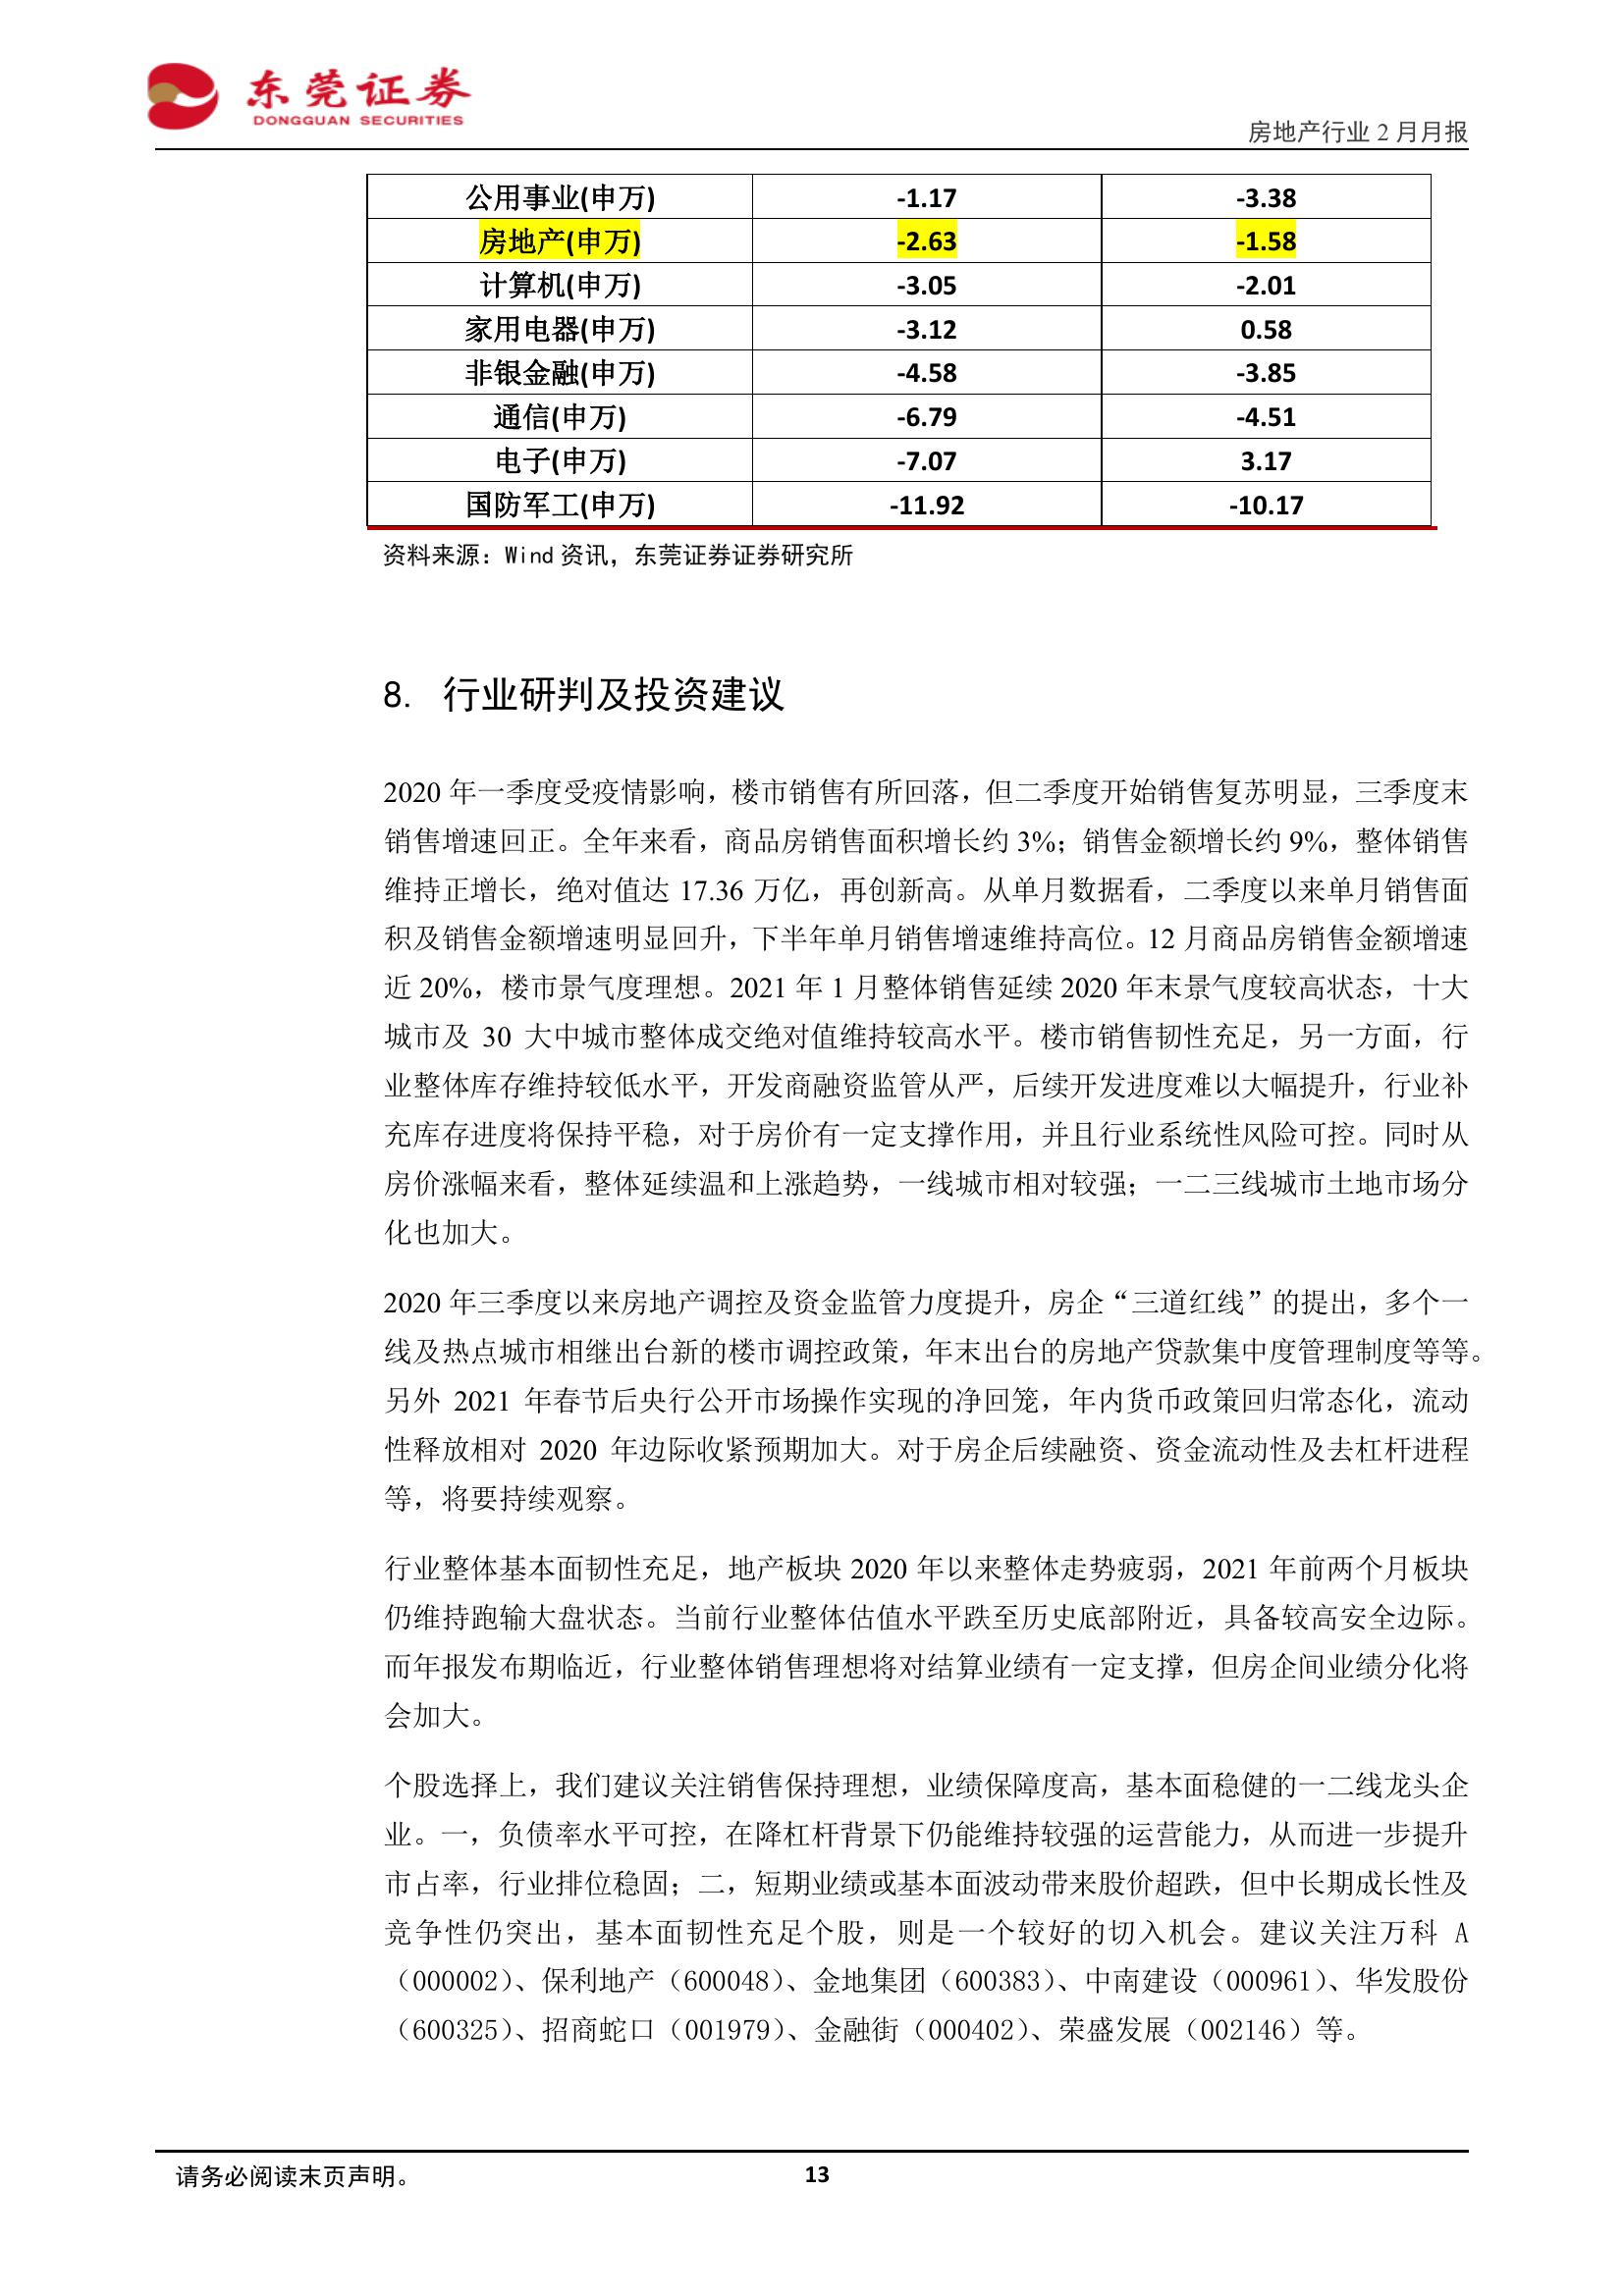 东莞证券
DONGGUAN SECURITIES
房地产行业 2 月月报
公用事业(申万) -1.17 -3.38
房地产(申万) -2.63 -1.58
计算机(申万) -3.05 -2.01
家用电器(申万) -3.12 0.58
非银金融(申万) -4.58 -3.85
通信(申万) -6.79 -4.51
电子(申万) -7.07 3.17
国防军工(申万) -11.92 -10.17
资料来源：Wind 资讯，东莞证券证券研究所
8. 行业研判及投资建议
2020 年一季度受疫情影响，楼市销售有所回落，但二季度开始销售复苏明显，三季度末
销售增速回正。全年来看，商品房销售面积增长约 3%；销售金额增长约 9%，整体销售
维持正增长，绝对值达 17.36 万亿，再创新高。从单月数据看，二季度以来单月销售面
积及销售金额增速明显回升，下半年单月销售增速维持高位。12 月商品房销售金额增速
近 20%，楼市景气度理想。2021 年 1 月整体销售延续 2020 年末景气度较高状态，十大
城市及 30 大中城市整体成交绝对值维持较高水平。楼市销售韧性充足，另一方面，行
业整体库存维持较低水平，开发商融资监管从严，后续开发进度难以大幅提升，行业补
充库存进度将保持平稳，对于房价有一定支撑作用，并且行业系统性风险可控。同时从
房价涨幅来看，整体延续温和上涨趋势，一线城市相对较强；一二三线城市土地市场分
化也加大。
2020 年三季度以来房地产调控及资金监管力度提升，房企“三道红线”的提出，多个一
线及热点城市相继出台新的楼市调控政策，年末出台的房地产贷款集中度管理制度等等。
另外 2021 年春节后央行公开市场操作实现的净回笼，年内货币政策回归常态化，流动
性释放相对 2020 年边际收紧预期加大。对于房企后续融资、资金流动性及去杠杆进程
等，将要持续观察。
行业整体基本面韧性充足，地产板块 2020 年以来整体走势疲弱，2021 年前两个月板块
仍维持跑输大盘状态。当前行业整体估值水平跌至历史底部附近，具备较高安全边际。
而年报发布期临近，行业整体销售理想将对结算业绩有一定支撑，但房企间业绩分化将
会加大。
个股选择上，我们建议关注销售保持理想，业绩保障度高，基本面稳健的一二线龙头企
业。一，负债率水平可控，在降杠杆背景下仍能维持较强的运营能力，从而进一步提升
市占率，行业排位稳固；二，短期业绩或基本面波动带来股价超跌，但中长期成长性及
竞争性仍突出，基本面韧性充足个股，则是一个较好的切入机会。建议关注万科 A
（000002）、保利地产（600048）、金地集团（600383）、中南建设（000961）、华发股份
（600325）、招商蛇口（001979）、金融街（000402）、荣盛发展（002146）等。
请务必阅读末页声明。
13